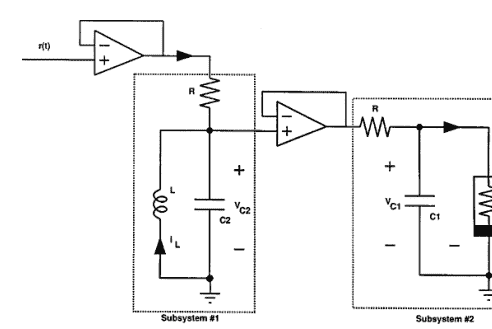 r(t)
−
+
R
−
+
R
L
+
V_C2
C2
−
i_L
+
V_C1
C1
−
−
Subsystem #1
Subsystem #2